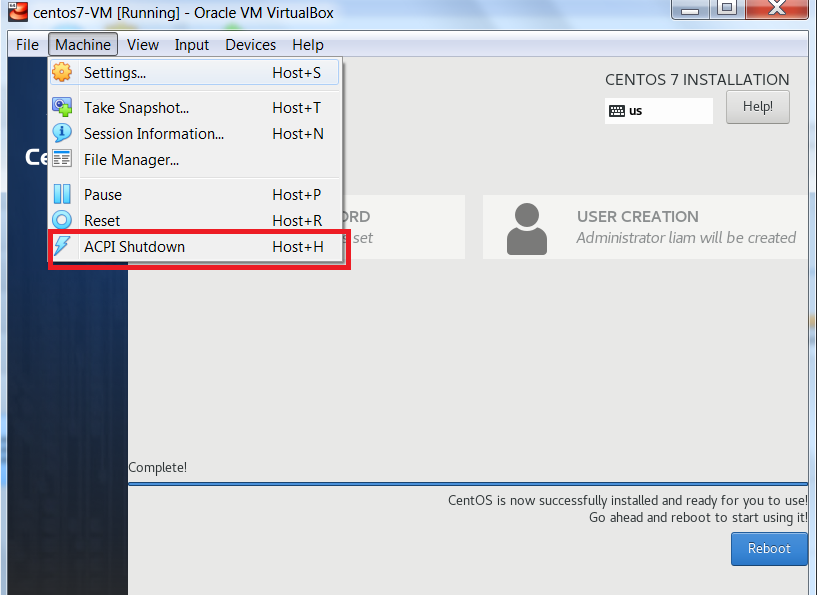 centos7-VM [Running] - Oracle VM VirtualBox
File Machine View Input Devices Help
Settings... Host+S
Take Snapshot... Host+T
Session Information... Host+N
File Manager...
Pause Host+P
Reset Host+R
ACPI Shutdown Host+H
Ce
CENTOS 7 INSTALLATION
us
Help!
ORD
set
USER CREATION
Administrator liam will be created
Complete!
CentOS is now successfully installed and ready for you to use!
Go ahead and reboot to start using it!
Reboot